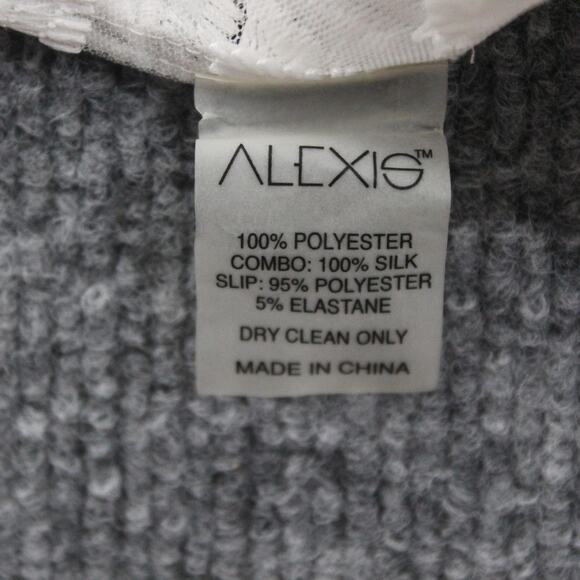 ALEXIS™
100% POLYESTER
COMBO: 100% SILK
SLIP: 95% POLYESTER
5% ELASTANE
DRY CLEAN ONLY
MADE IN CHINA